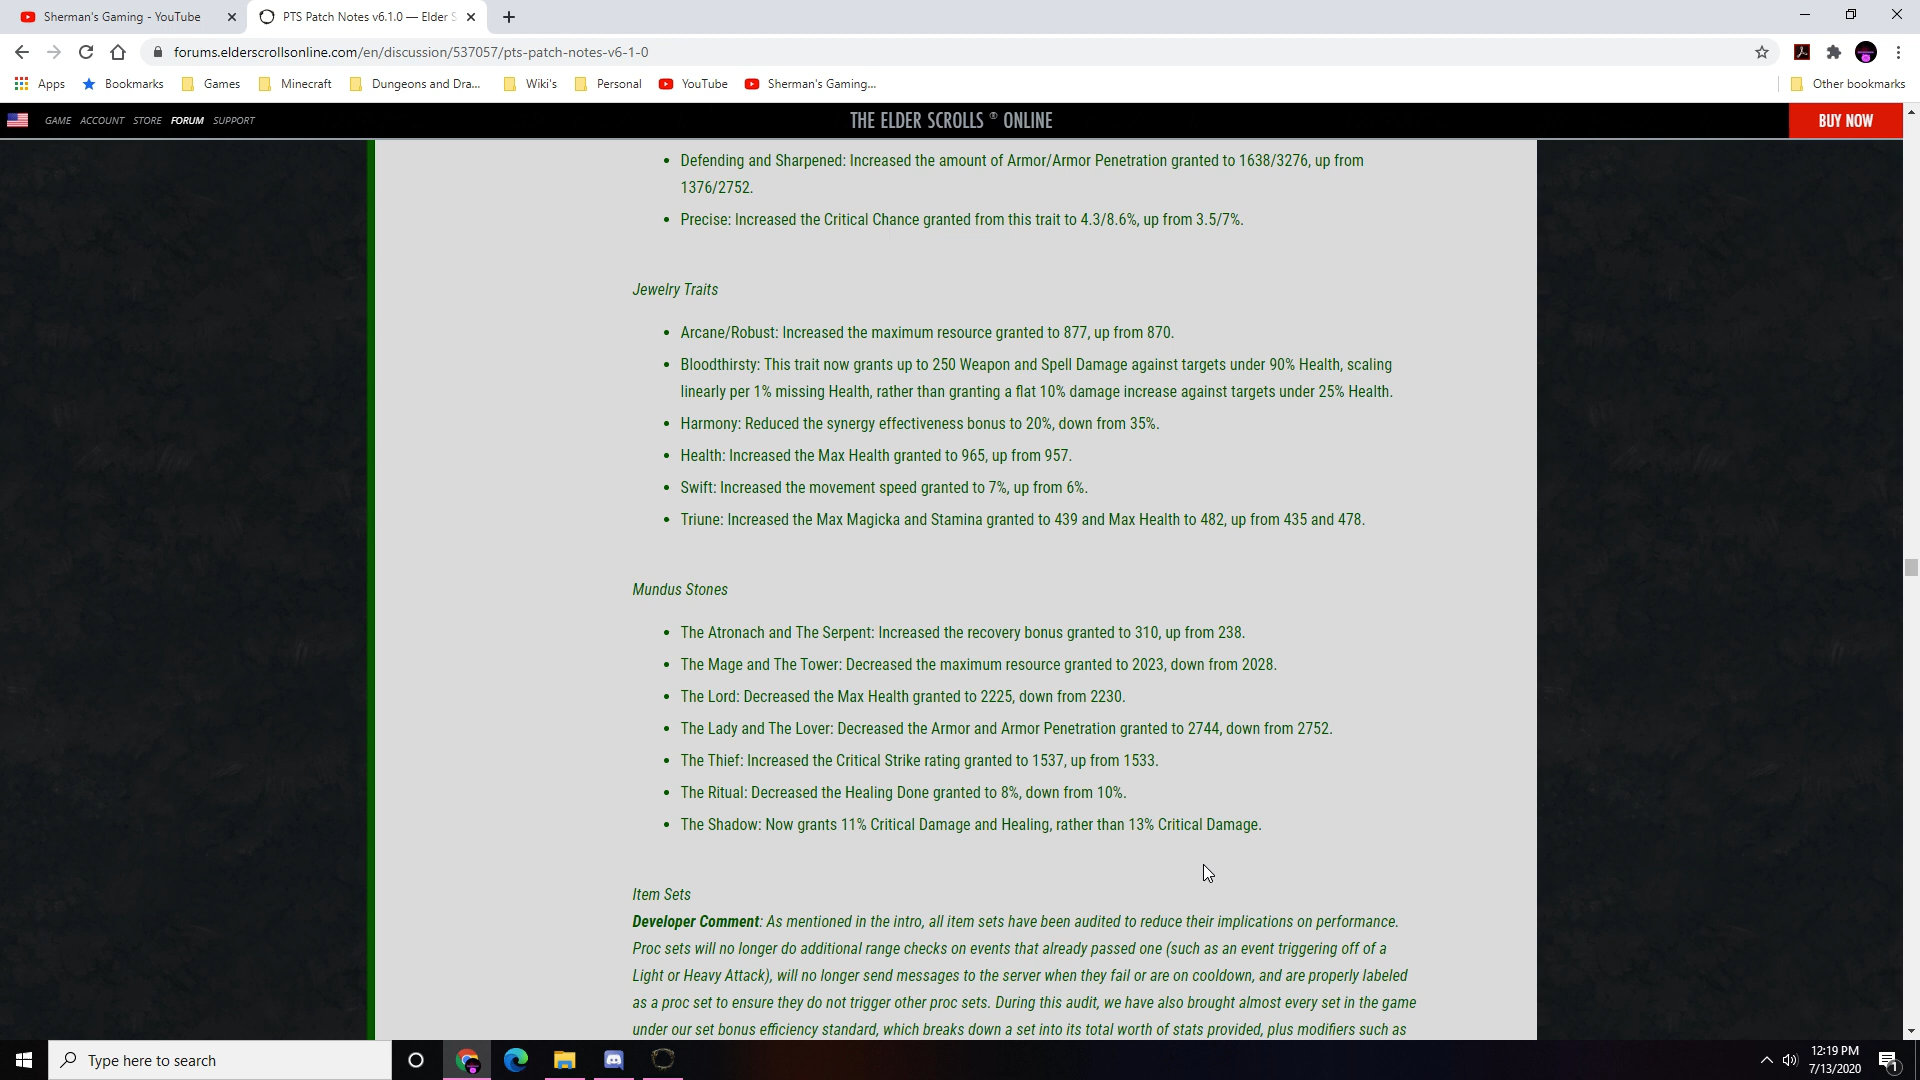 Sherman's Gaming - YouTube
PTS Patch Notes v6.1.0 — Elder S
forums.elderscrollsonline.com/en/discussion/537057/pts-patch-notes-v6-1-0
Apps Bookmarks Games Minecraft Dungeons and Dra... Wiki's Personal YouTube Sherman's Gaming... Other bookmarks
GAME ACCOUNT STORE FORUM SUPPORT
THE ELDER SCROLLS ® ONLINE
BUY NOW
• Defending and Sharpened: Increased the amount of Armor/Armor Penetration granted to 1638/3276, up from
1376/2752.
• Precise: Increased the Critical Chance granted from this trait to 4.3/8.6%, up from 3.5/7%.
Jewelry Traits
• Arcane/Robust: Increased the maximum resource granted to 877, up from 870.
• Bloodthirsty: This trait now grants up to 250 Weapon and Spell Damage against targets under 90% Health, scaling
linearly per 1% missing Health, rather than granting a flat 10% damage increase against targets under 25% Health.
• Harmony: Reduced the synergy effectiveness bonus to 20%, down from 35%.
• Health: Increased the Max Health granted to 965, up from 957.
• Swift: Increased the movement speed granted to 7%, up from 6%.
• Triune: Increased the Max Magicka and Stamina granted to 439 and Max Health to 482, up from 435 and 478.
Mundus Stones
• The Atronach and The Serpent: Increased the recovery bonus granted to 310, up from 238.
• The Mage and The Tower: Decreased the maximum resource granted to 2023, down from 2028.
• The Lord: Decreased the Max Health granted to 2225, down from 2230.
• The Lady and The Lover: Decreased the Armor and Armor Penetration granted to 2744, down from 2752.
• The Thief: Increased the Critical Strike rating granted to 1537, up from 1533.
• The Ritual: Decreased the Healing Done granted to 8%, down from 10%.
• The Shadow: Now grants 11% Critical Damage and Healing, rather than 13% Critical Damage.
Item Sets
Developer Comment: As mentioned in the intro, all item sets have been audited to reduce their implications on performance.
Proc sets will no longer do additional range checks on events that already passed one (such as an event triggering off of a
Light or Heavy Attack), will no longer send messages to the server when they fail or are on cooldown, and are properly labeled
as a proc set to ensure they do not trigger other proc sets. During this audit, we have also brought almost every set in the game
under our set bonus efficiency standard, which breaks down a set into its total worth of stats provided, plus modifiers such as
Type here to search
12:19 PM
7/13/2020
1